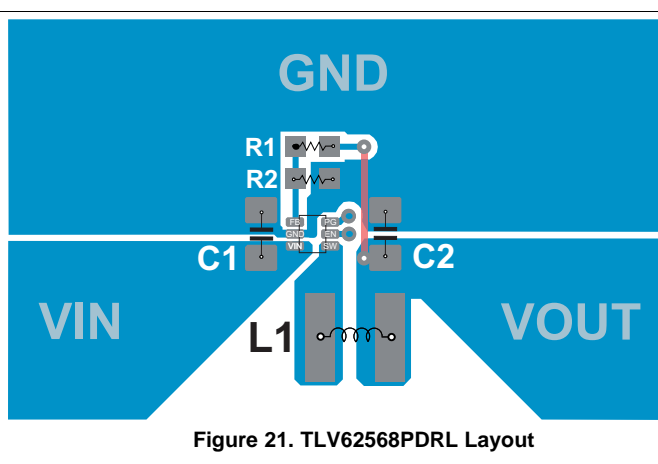 GND
R1
R2
FB PG
GND EN
VIN SW
C1 C2
VIN L1 VOUT
Figure 21. TLV62568PDRL Layout